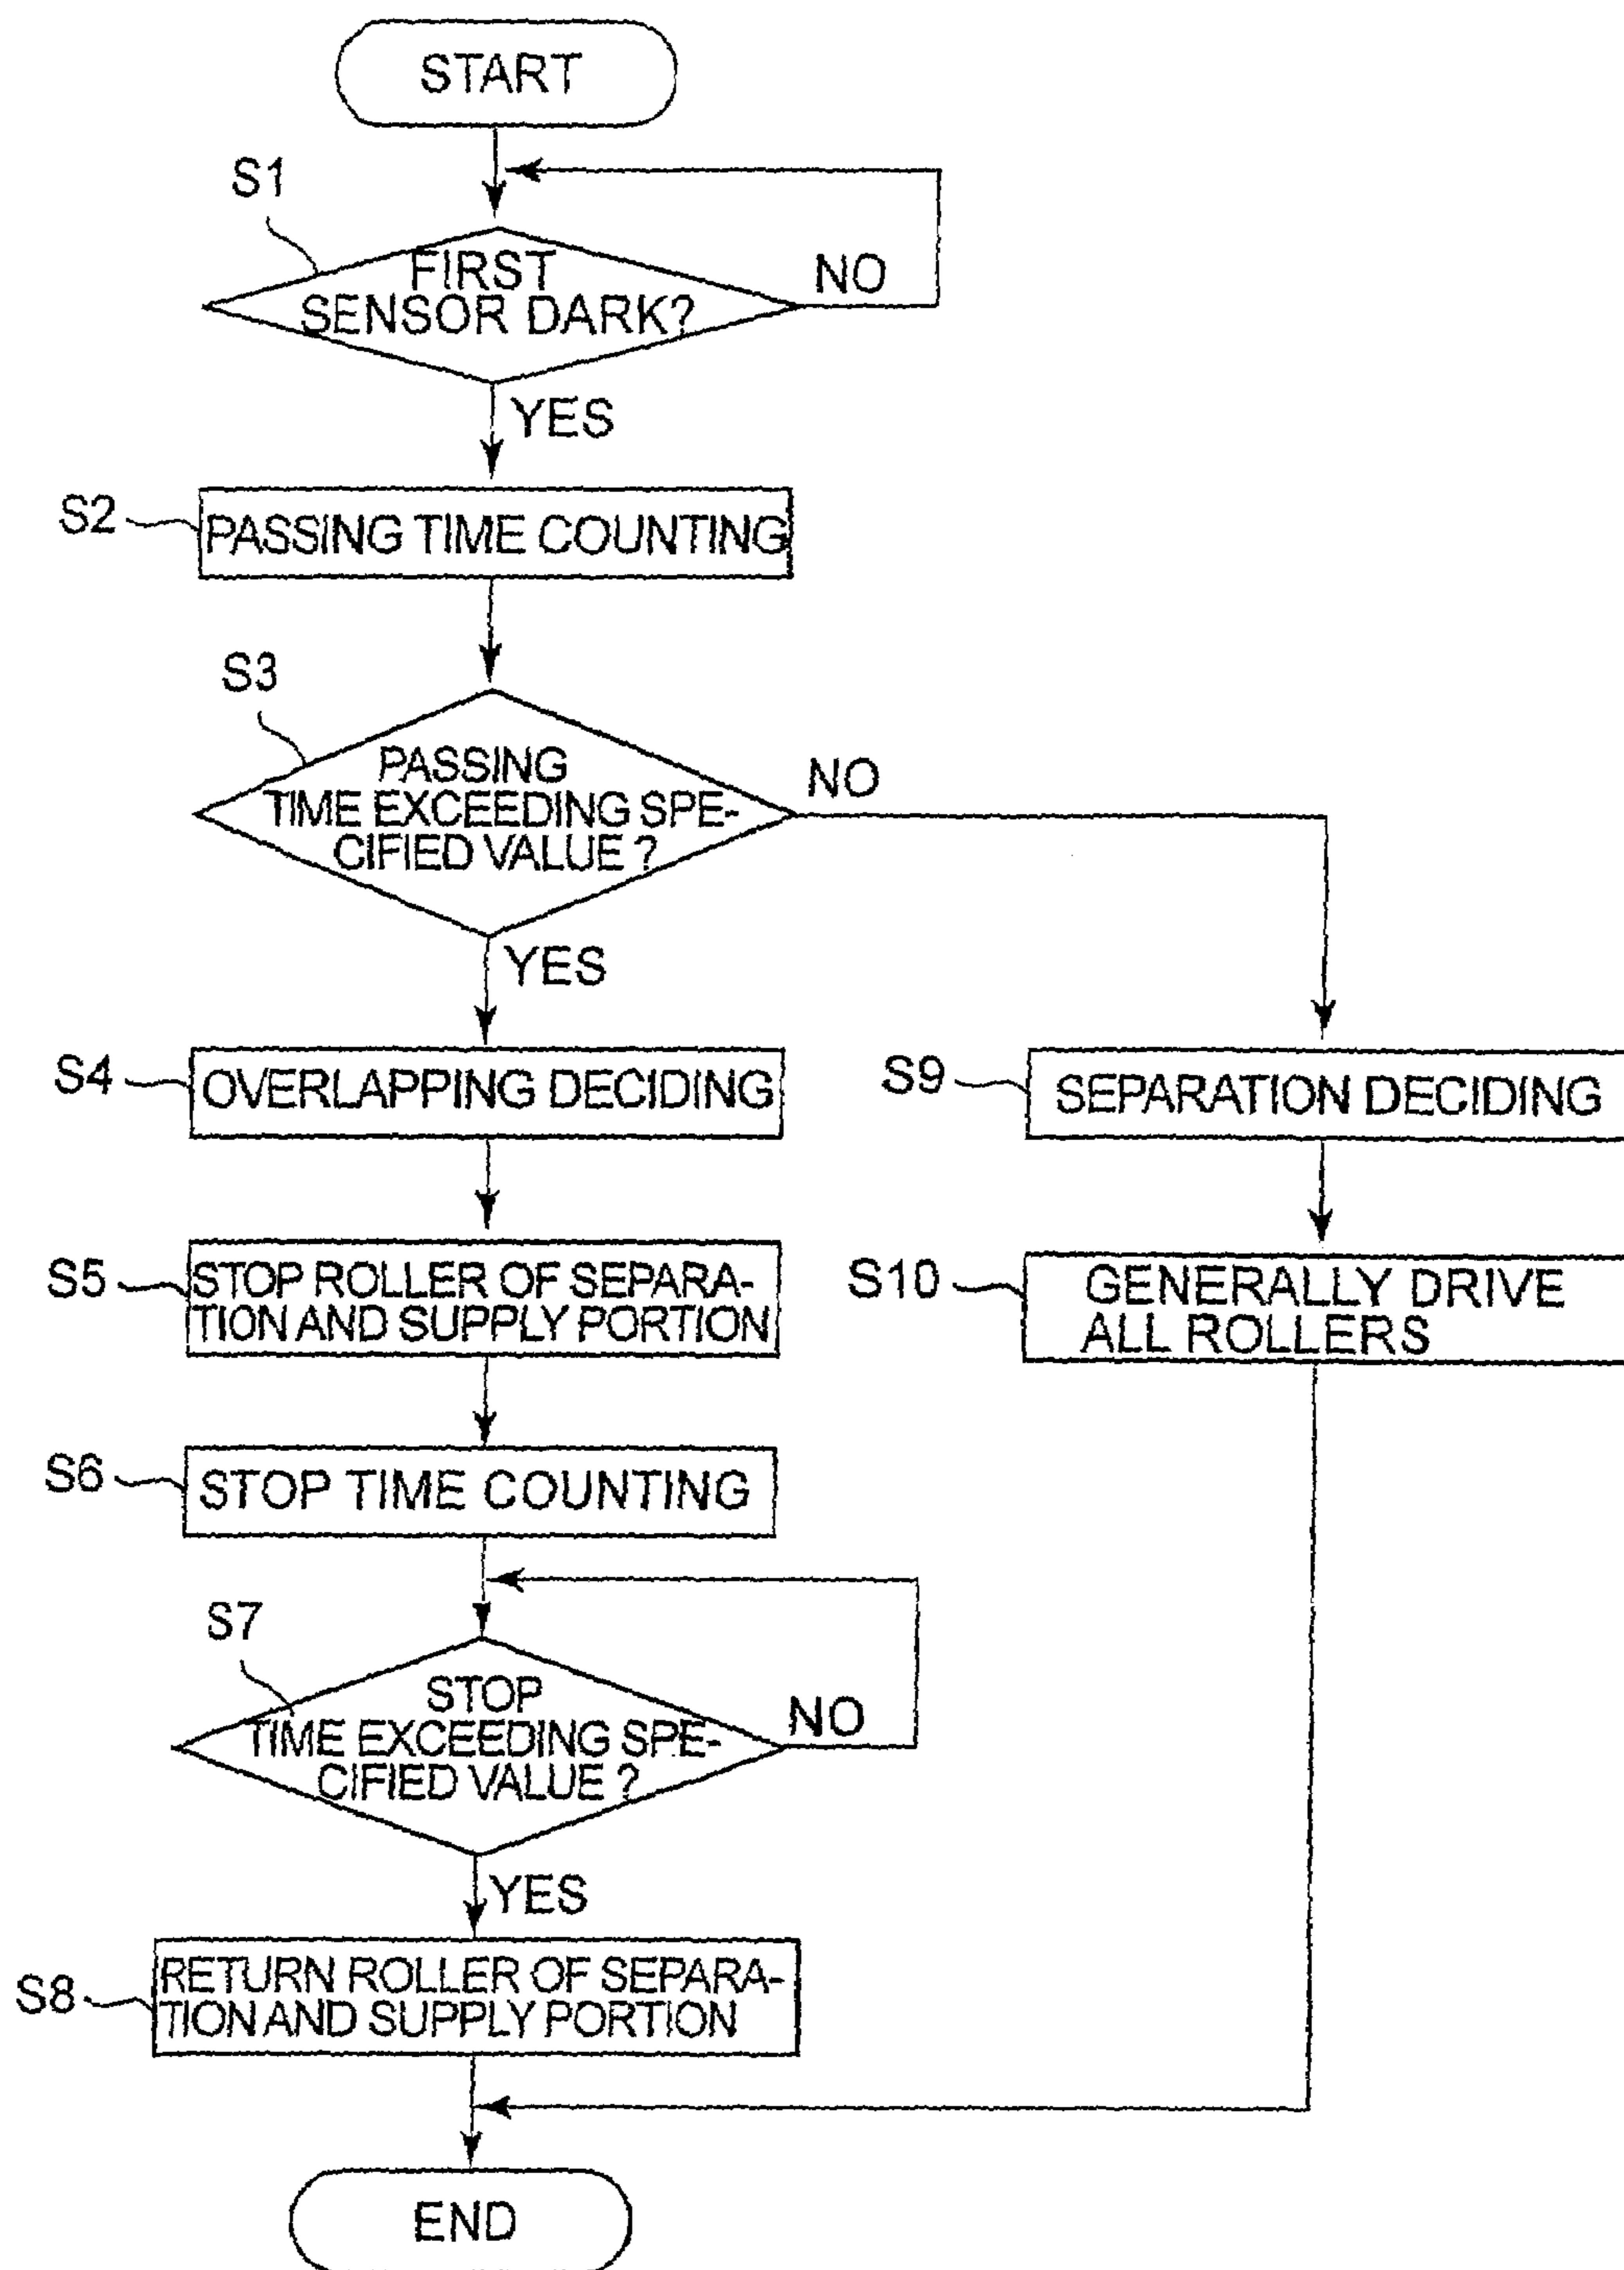 START
S1
FIRST
SENSOR DARK?
NO
YES
S2
PASSING TIME COUNTING
S3
PASSING
TIME EXCEEDING SPE-
CIFIED VALUE ?
NO
YES
S4
OVERLAPPING DECIDING
S9
SEPARATION DECIDING
S5
STOP ROLLER OF SEPARA-
TION AND SUPPLY PORTION
S10
GENERALLY DRIVE
ALL ROLLERS
S6
STOP TIME COUNTING
S7
STOP
TIME EXCEEDING SPE-
CIFIED VALUE ?
NO
YES
S8
RETURN ROLLER OF SEPARA-
TION AND SUPPLY PORTION
END